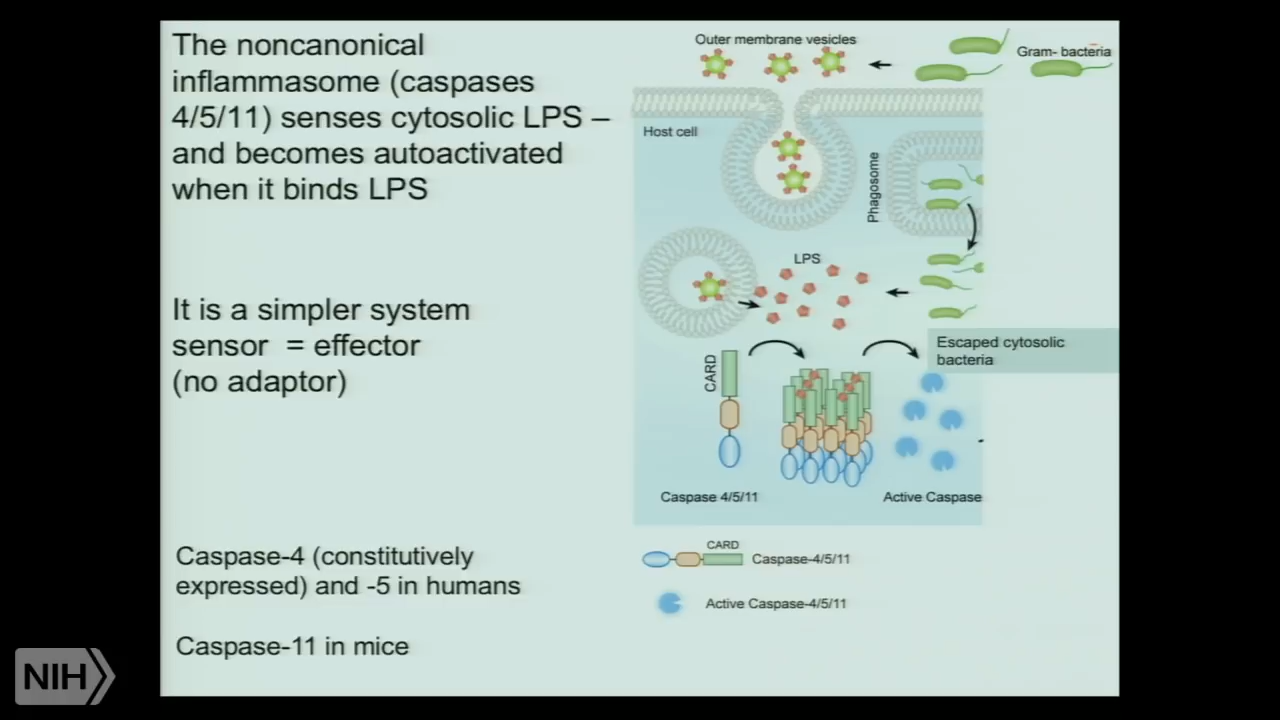 The noncanonical
inflammasome (caspases
4/5/11) senses cytosolic LPS –
and becomes autoactivated
when it binds LPS
It is a simpler system
sensor = effector
(no adaptor)
Caspase-4 (constitutively
expressed) and -5 in humans
Caspase-11 in mice
Outer membrane vesicles
Gram- bacteria
Host cell
Phagosome
LPS
Escaped cytosolic
bacteria
CARD
Caspase 4/5/11
Active Caspase
CARD
Caspase-4/5/11
Active Caspase-4/5/11
NIH